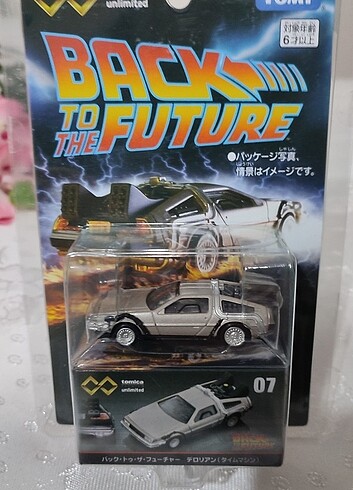 unlimited
TOMY
対象年齢
6才以上
BACK
TO THE FUTURE
●パッケージ写真、
情景はイメージです。
tomica
unlimited
07
バック・トゥ・ザ・フューチャー デロリアン(タイムマシン)